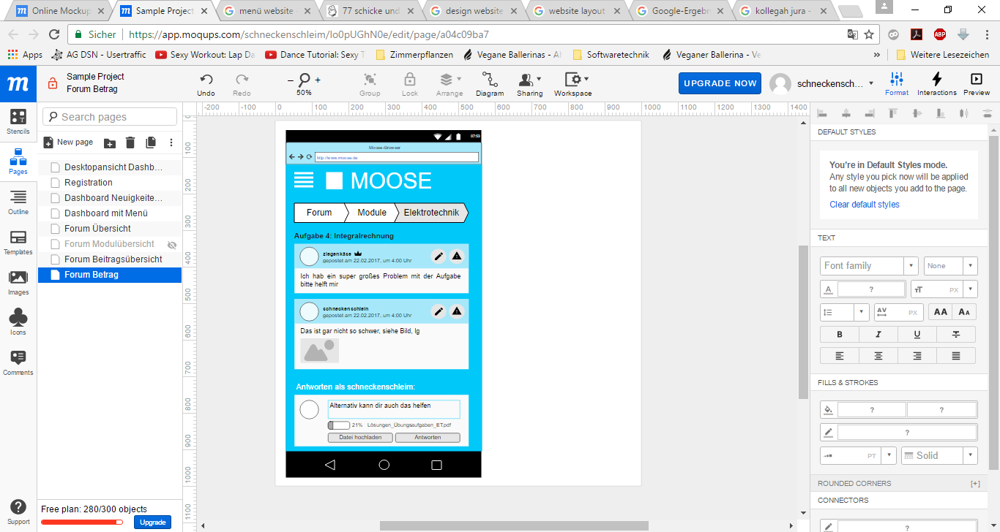 Online Mockup
Sample Project
menü website
77 schicke und
design website
website layout
Google-Ergebn
kollegah jura -
Sicher
https://app.moqups.com/schneckenschleim/Io0pUGhN0e/edit/page/a04c09ba7
ABP
Apps
AG DSN - Usertraffic
Sexy Workout: Lap Da
Dance Tutorial: Sexy T
Zimmerpflanzen
Vegane Ballerinas - Al
Softwaretechnik
Veganer Ballerina - Ve
»
Weitere Lesezeichen
m
Sample Project
Forum Betrag
Undo
Redo
50%
Group
Lock
Arrange
Diagram
Sharing
Workspace
UPGRADE NOW
schneckensch...
Format
Interactions
Preview
Stencils
Pages
Outline
Templates
Images
Icons
Comments
Support
Search pages
New page
Desktopansicht Dashb...
Registration
Dashboard Neuigkeite...
Dashboard mit Menü
Forum Übersicht
Forum Modulübersicht
Forum Beitragsübersicht
Forum Betrag
Free plan: 280/300 objects
Upgrade
-200 -100 0 100 200 300 400 500 600 700 800 900 1000 1100 1200 1300 1400
0 100 200 300 400 500 600 700 800 900 1000 1100
07:53
Moose-Browser
http://www.moose.de
MOOSE
Forum
Module
Elektrotechnik
Aufgabe 4: Integralrechnung
ziegenkäse
gepostet am 22.02.2017, um 4:00 Uhr
Ich hab ein super großes Problem mit der Aufgabe
bitte helft mir
schneckenschlein
gepostet am 22.02.2017, um 4:00 Uhr
Das ist gar nicht so schwer, siehe Bild, lg
Antworten als schneckenschleim:
Alternativ kann dir auch das helfen
21% Lösungen_Übungsaufgaben_ET.pdf
Datei hochladen
Antworten
DEFAULT STYLES
You're in Default Styles mode.
Any style you pick now will be applied
to all new objects you add to the page.
Clear default styles
TEXT
Font family
None
A ?
TT PX
AV PX
AA AA
B I U T
FILLS & STROKES
? ?
?
PT
Solid
ROUNDED CORNERS [+]
CONNECTORS
?